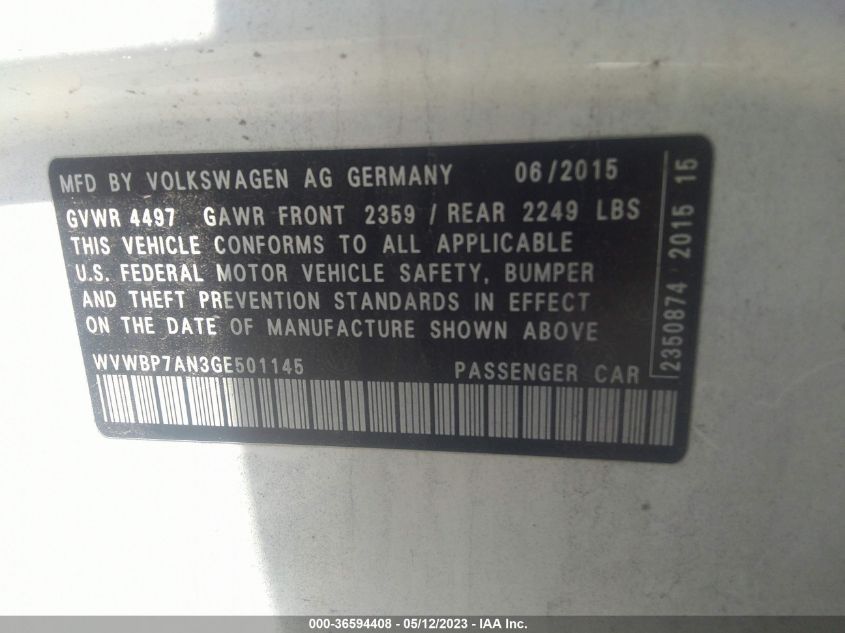 MFD BY VOLKSWAGEN AG GERMANY 06/2015
GVWR 4497 GAWR FRONT 2359 / REAR 2249 LBS
THIS VEHICLE CONFORMS TO ALL APPLICABLE
U.S. FEDERAL MOTOR VEHICLE SAFETY, BUMPER
AND THEFT PREVENTION STANDARDS IN EFFECT
ON THE DATE OF MANUFACTURE SHOWN ABOVE
WVWBP7AN3GE501145 PASSENGER CAR
2350874 2015 15
000-36594408 - 05/12/2023 - IAA Inc.